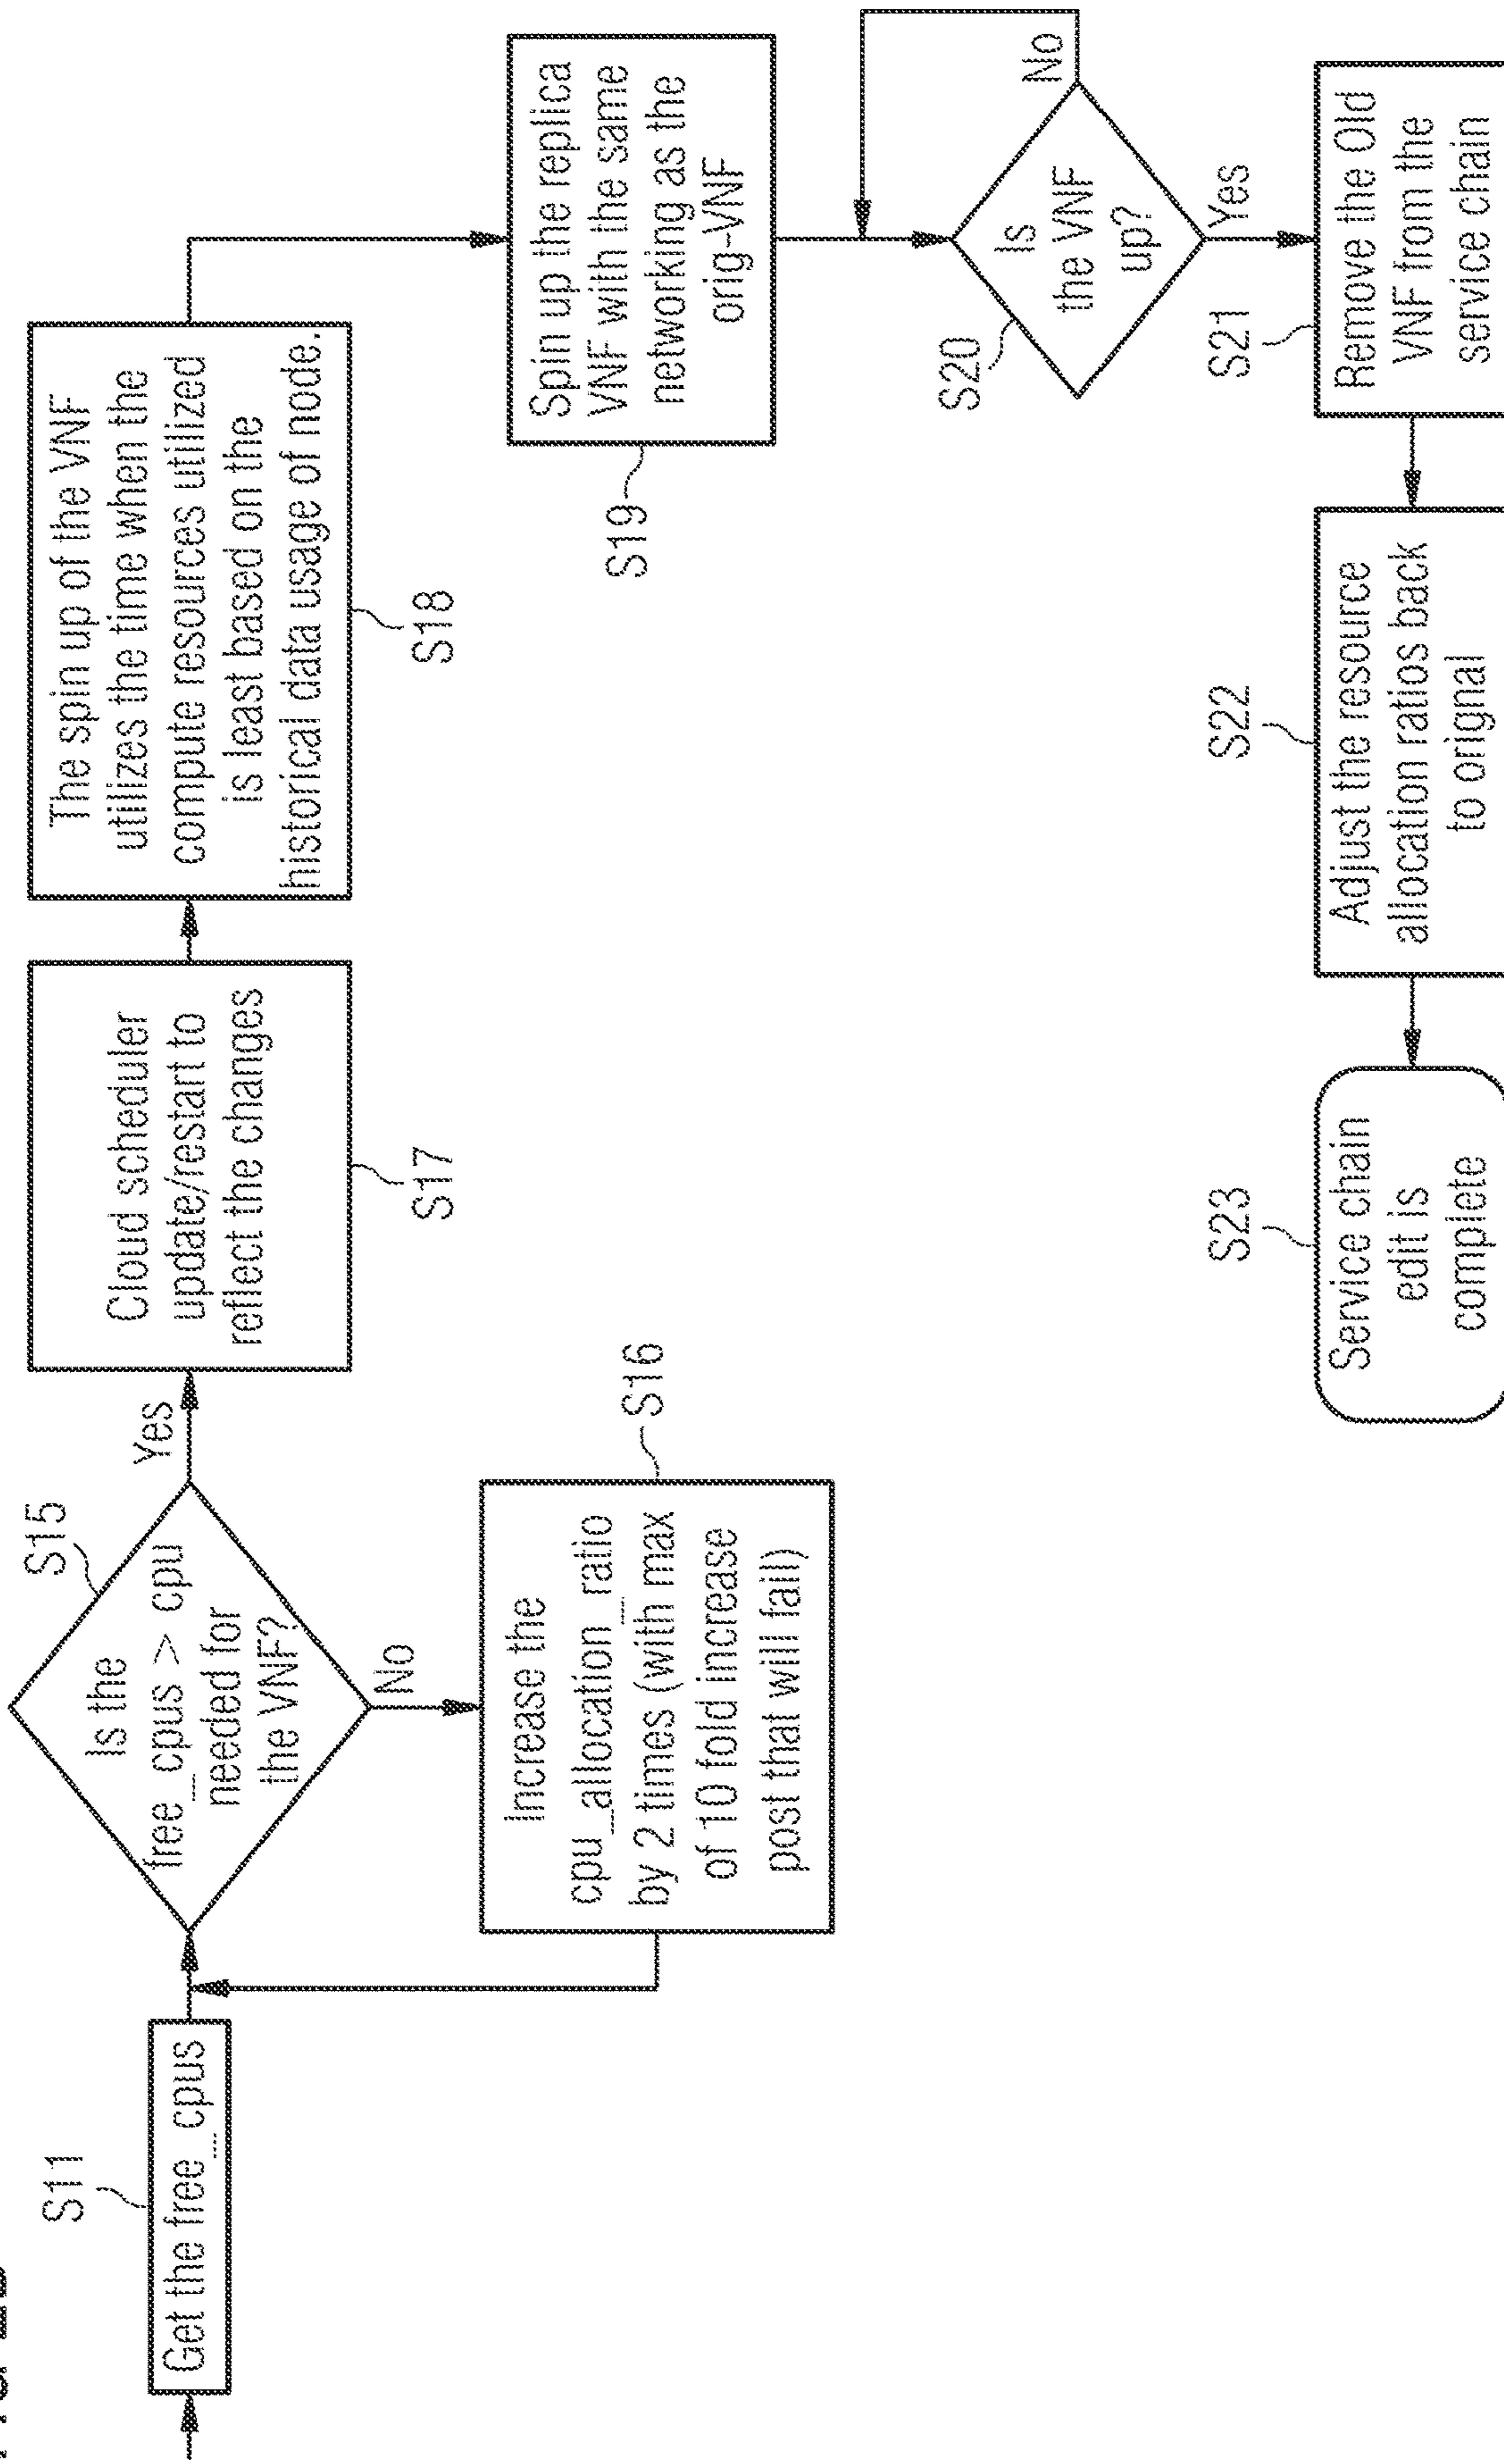 S11
Get the free_cpus
S15
Is the
free_cpus > cpu
needed for
the VNF?
Yes
No
Increase the
cpu_allocation_ratio
by 2 times (with max
of 10 fold increase
post that will fail)
S16
Cloud scheduler
update/restart to
reflect the changes
S17
The spin up of the VNF
utilizes the time when the
compute resources utilized
is least based on the
historical data usage of node.
S18
Spin up the replica
VNF with the same
networking as the
orig-VNF
S19
S20
Is
the VNF
up?
No
Yes
S21
Remove the Old
VNF from the
service chain
S22
Adjust the resource
allocation ratios back
to orignal
S23
Service chain
edit is
complete